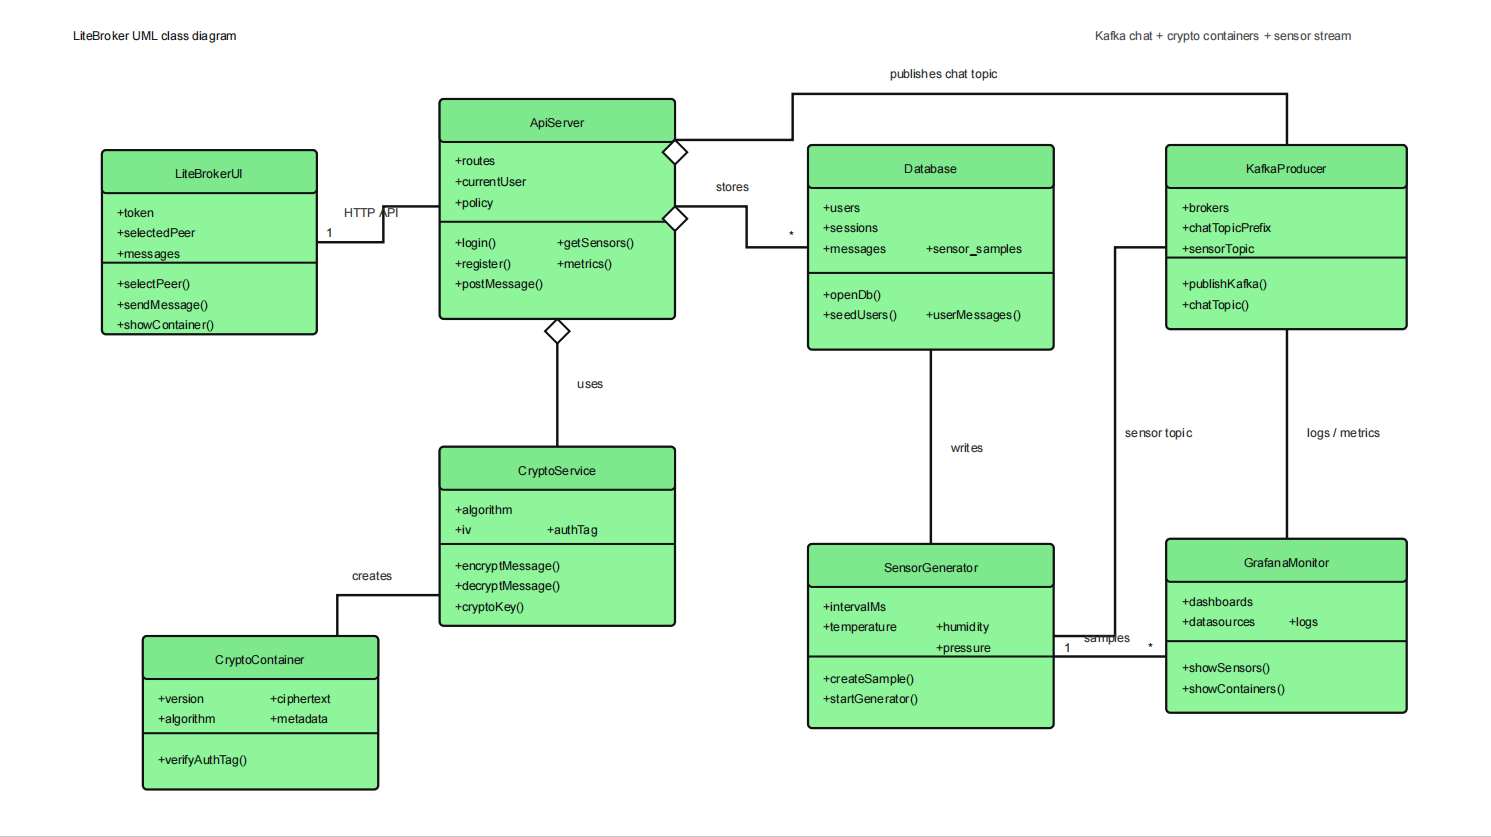 LiteBroker UML class diagram
Kafka chat + crypto containers + sensor stream
publishes chat topic
ApiServer
+routes
+currentUser
+policy
+login() +getSensors()
+register() +metrics()
+postMessage()
LiteBrokerUI
+token
+selectedPeer
+messages
+selectPeer()
+sendMessage()
+showContainer()
HTTP API
1
stores
*
Database
+users
+sessions
+messages +sensor_samples
+openDb()
+seedUsers() +userMessages()
KafkaProducer
+brokers
+chatTopicPrefix
+sensorTopic
+publishKafka()
+chatTopic()
uses
writes
sensor topic
logs / metrics
CryptoService
+algorithm
+iv +authTag
+encryptMessage()
+decryptMessage()
+cryptoKey()
creates
CryptoContainer
+version +ciphertext
+algorithm +metadata
+verifyAuthTag()
SensorGenerator
+intervalMs
+temperature +humidity
+pressure
+createSample()
+startGenerator()
samples
1 *
GrafanaMonitor
+dashboards
+datasources +logs
+showSensors()
+showContainers()